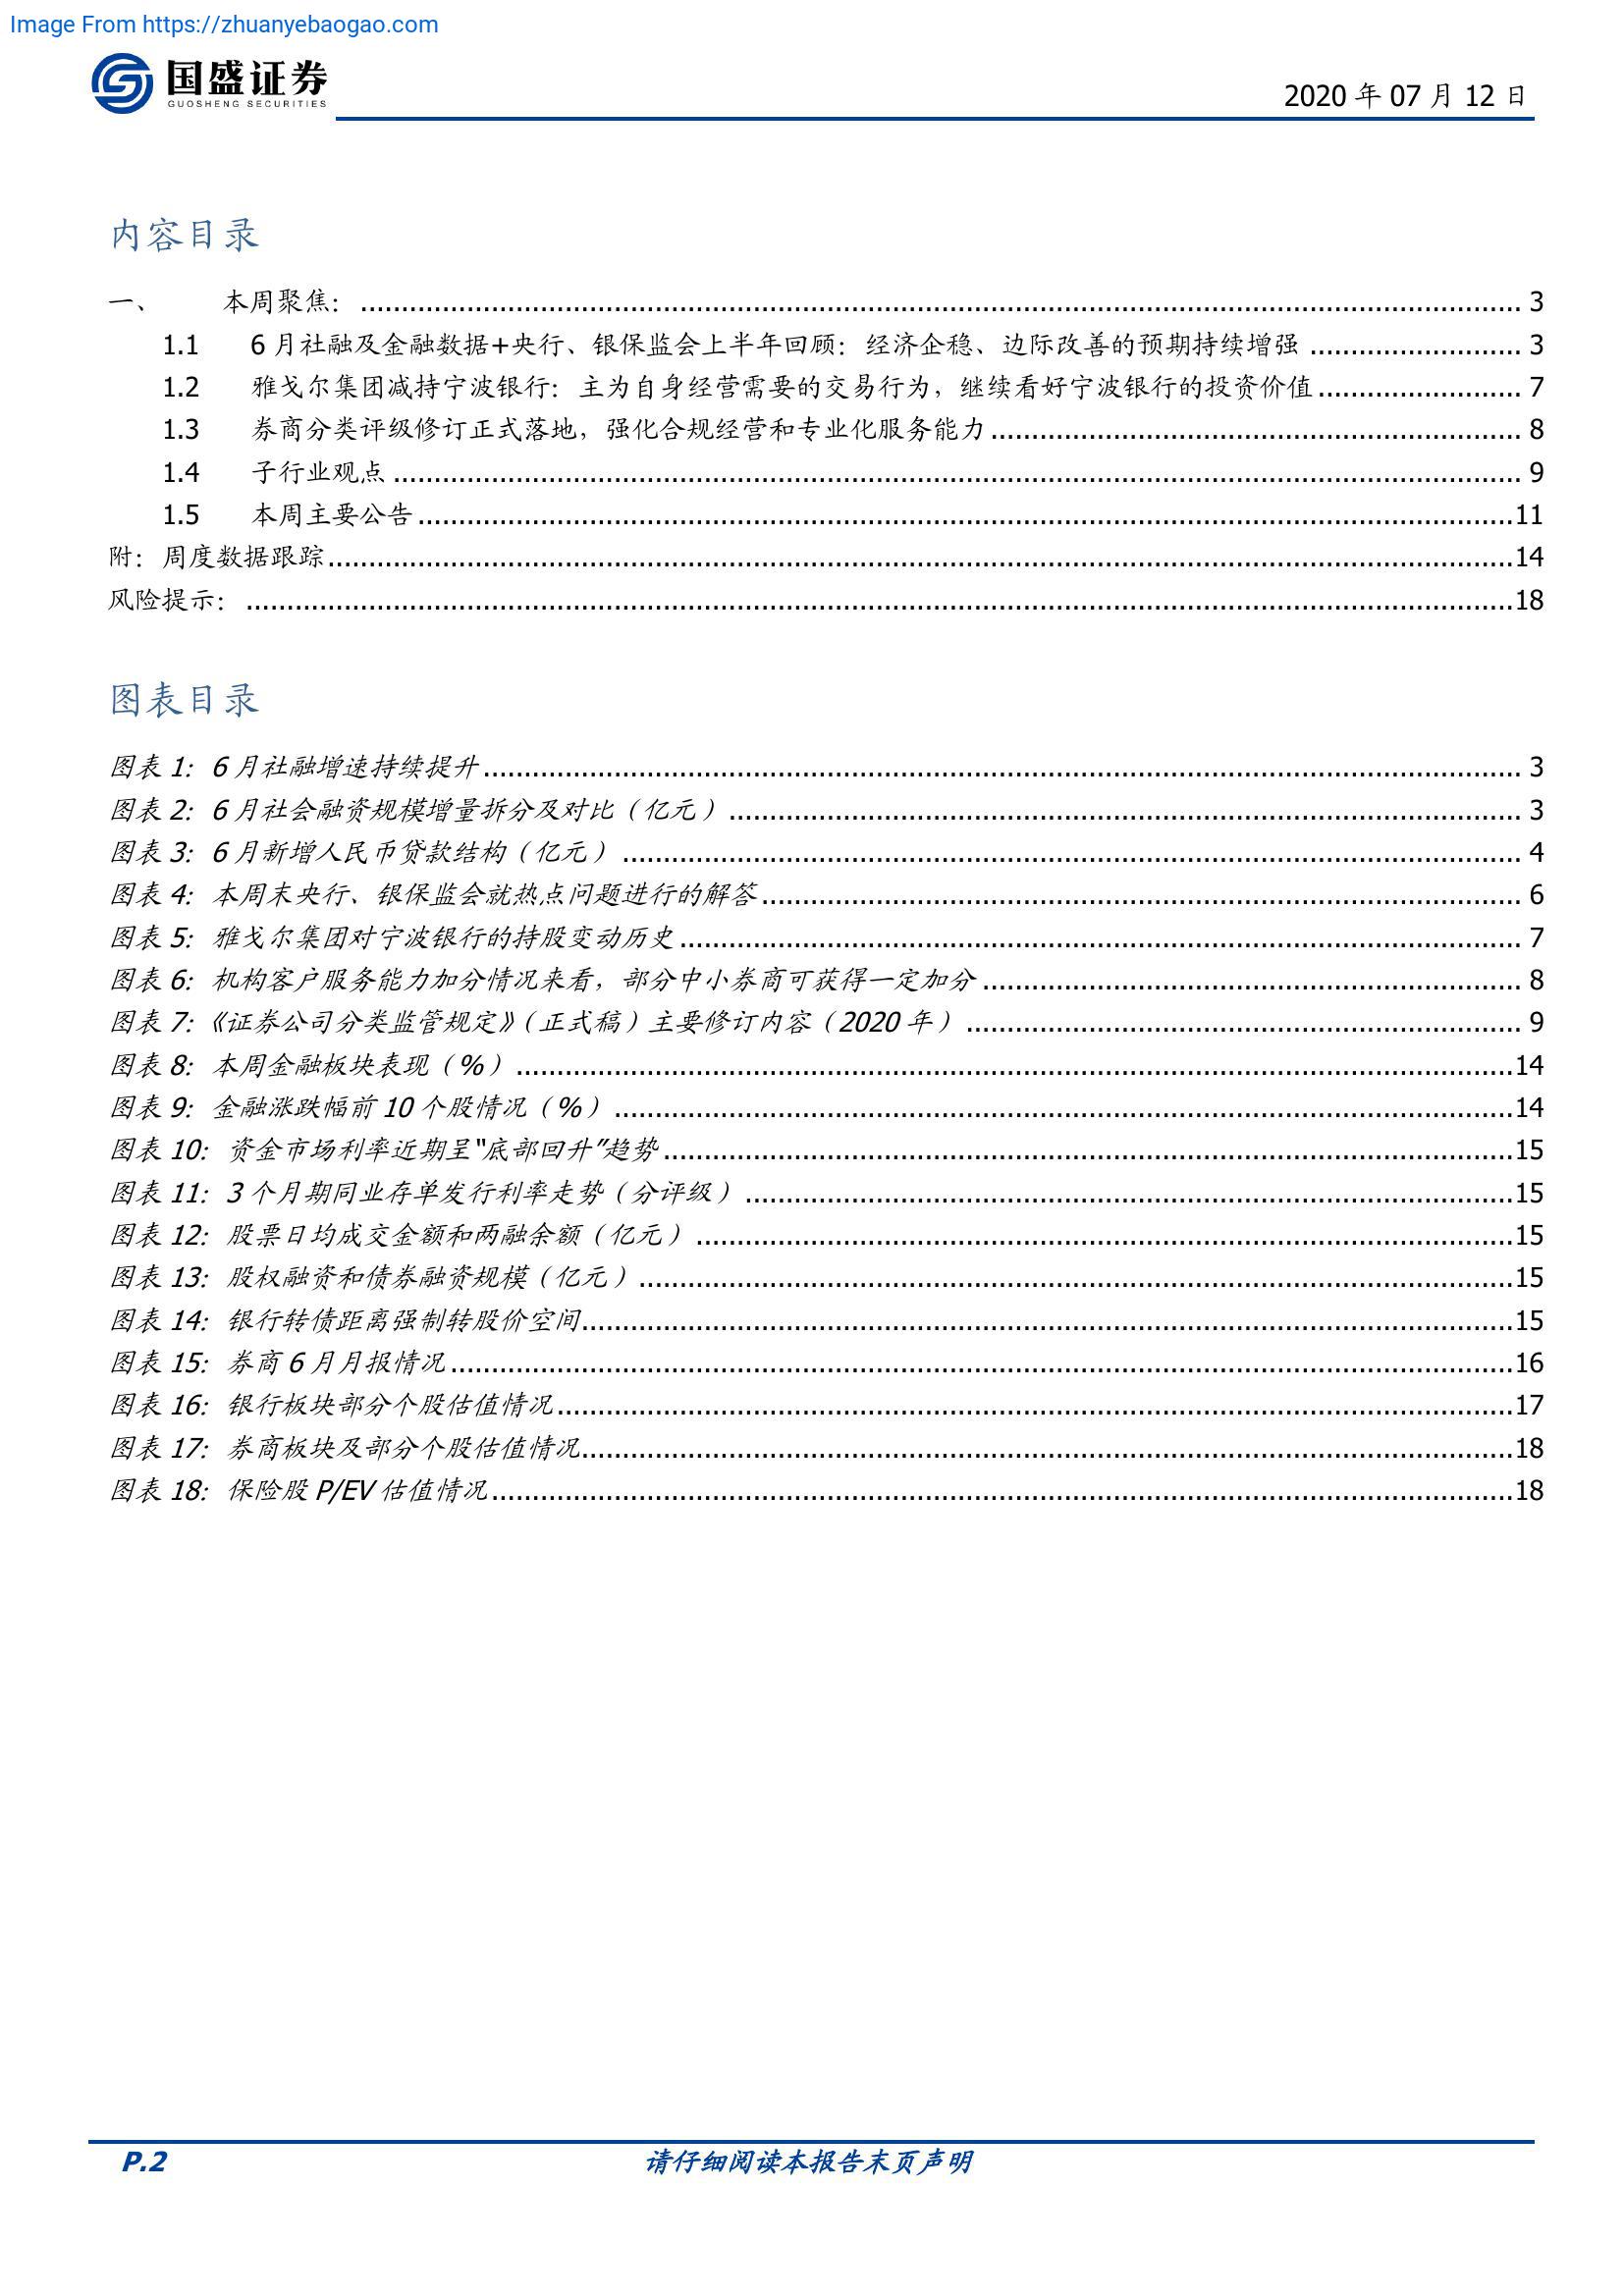 Image From https://zhuanyebaogao.com
国盛证券
GUOSHENG SECURITIES
2020 年 07 月 12 日
内容目录
一、 本周聚焦： 3
1.1 6 月社融及金融数据+央行、银保监会上半年回顾：经济企稳、边际改善的预期持续增强 3
1.2 雅戈尔集团减持宁波银行：主为自身经营需要的交易行为，继续看好宁波银行的投资价值 7
1.3 券商分类评级修订正式落地，强化合规经营和专业化服务能力 8
1.4 子行业观点 9
1.5 本周主要公告 11
附：周度数据跟踪 14
风险提示： 18
图表目录
图表 1：6 月社融增速持续提升 3
图表 2：6 月社会融资规模增量拆分及对比（亿元） 3
图表 3：6 月新增人民币贷款结构（亿元） 4
图表 4：本周末央行、银保监会就热点问题进行的解答 6
图表 5：雅戈尔集团对宁波银行的持股变动历史 7
图表 6：机构客户服务能力加分情况来看，部分中小券商可获得一定加分 8
图表 7：《证券公司分类监管规定》（正式稿）主要修订内容（2020 年） 9
图表 8：本周金融板块表现（%） 14
图表 9：金融涨跌幅前 10 个股情况（%） 14
图表 10：资金市场利率近期呈"底部回升"趋势 15
图表 11：3 个月期同业存单发行利率走势（分评级） 15
图表 12：股票日均成交金额和两融余额（亿元） 15
图表 13：股权融资和债券融资规模（亿元） 15
图表 14：银行转债距离强制转股价空间 15
图表 15：券商 6 月月报情况 16
图表 16：银行板块部分个股估值情况 17
图表 17：券商板块及部分个股估值情况 18
图表 18：保险股 P/EV 估值情况 18
P.2 请仔细阅读本报告末页声明